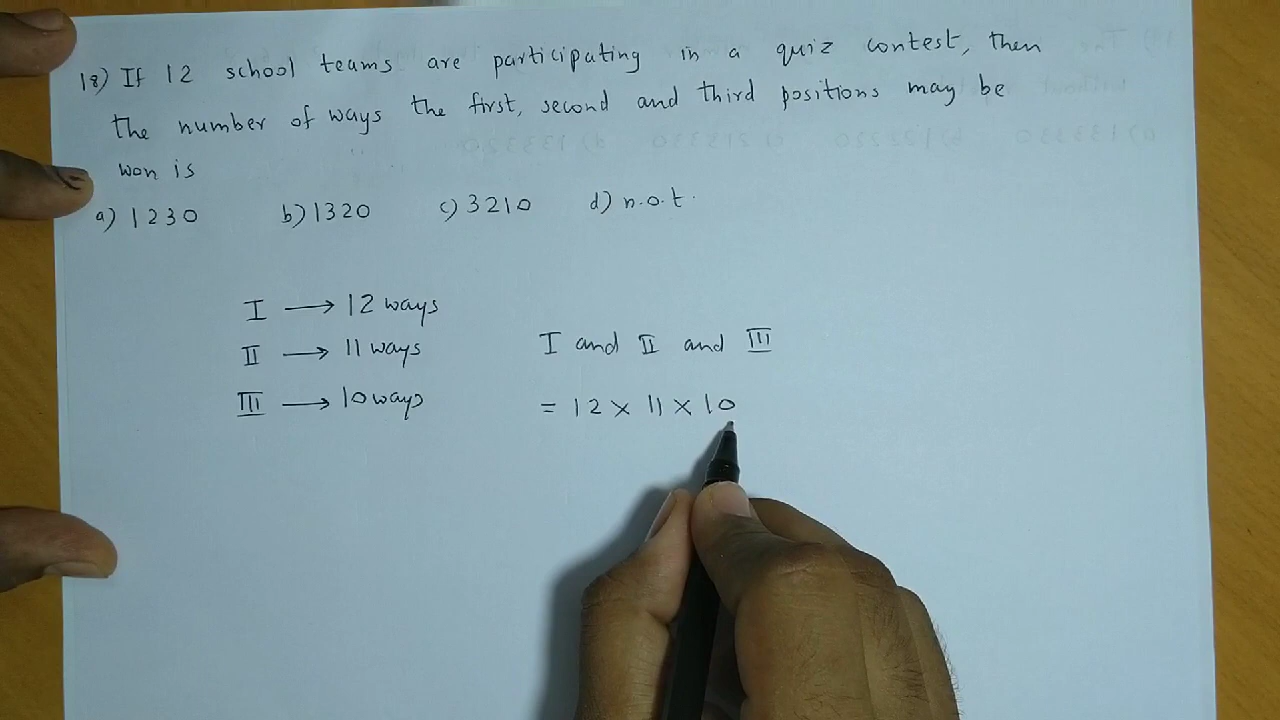 18) If 12 school teams are participating in a quiz contest, then
the number of ways the first, second and third positions may be
won is
a) 1230 b) 1320 c) 3210 d) n.o.t.
I → 12 ways
II → 11 ways
III → 10 ways
I and II and III
= 12 × 11 × 10